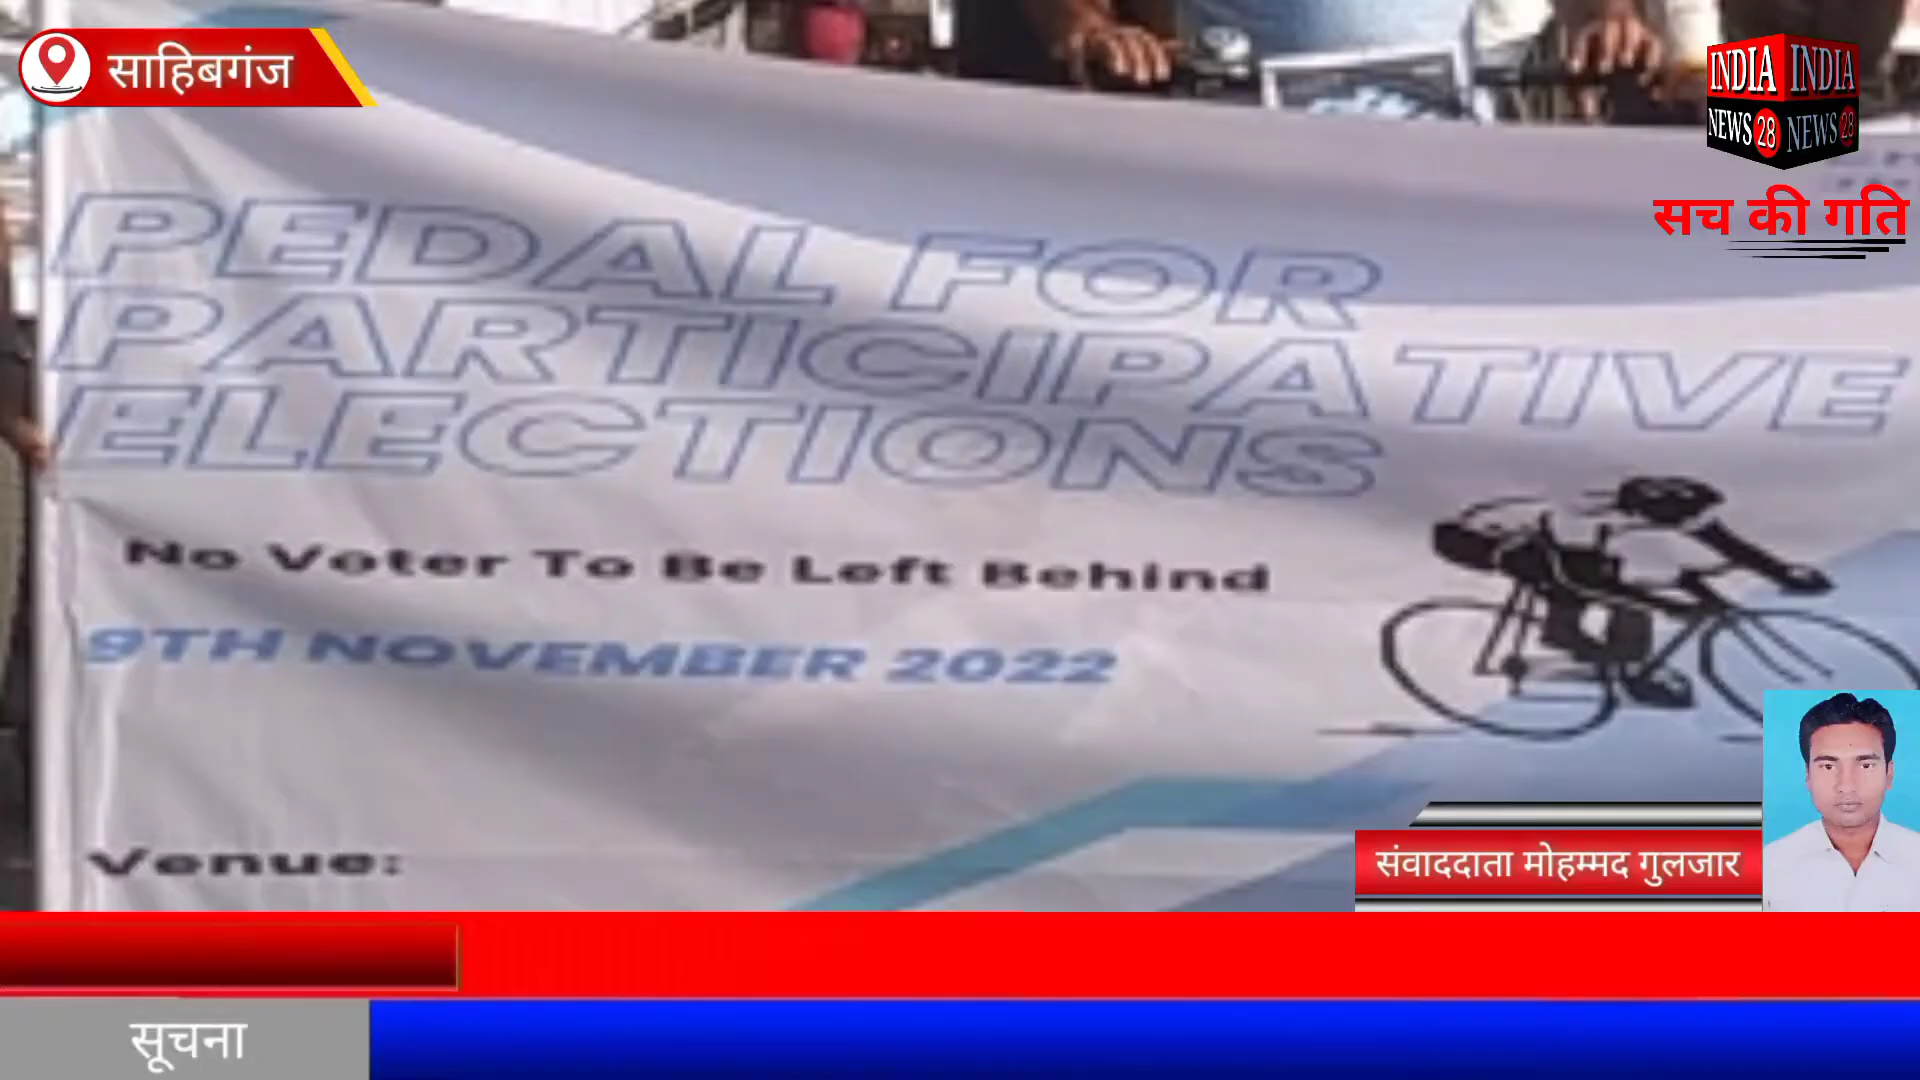 साहिबगंज
INDIA INDIA
NEWS 28 NEWS 28
सच की गति
PEDAL FOR
PARTICIPATIVE
ELECTIONS
No Voter To Be Left Behind
9TH NOVEMBER 2022
Venue:
संवाददाता मोहम्मद गुलजार
सूचना